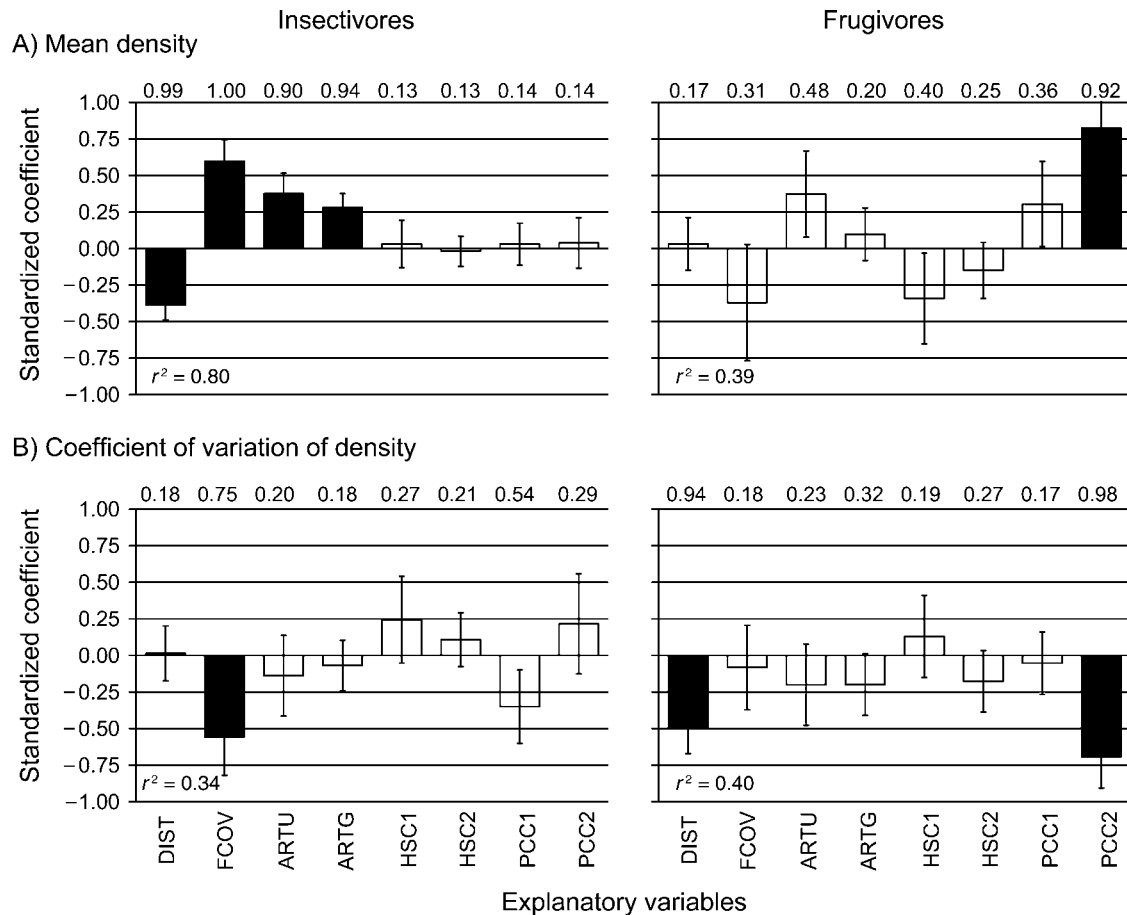 Insectivores Frugivores
A) Mean density
0.99 1.00 0.90 0.94 0.13 0.13 0.14 0.14
0.17 0.31 0.48 0.20 0.40 0.25 0.36 0.92
Standardized coefficient
1.00
0.75
0.50
0.25
0.00
−0.25
−0.50
−0.75
−1.00
r² = 0.80
r² = 0.39
B) Coefficient of variation of density
0.18 0.75 0.20 0.18 0.27 0.21 0.54 0.29
0.94 0.18 0.23 0.32 0.19 0.27 0.17 0.98
Standardized coefficient
1.00
0.75
0.50
0.25
0.00
−0.25
−0.50
−0.75
−1.00
r² = 0.34
r² = 0.40
DIST FCOV ARTU ARTG HSC1 HSC2 PCC1 PCC2
DIST FCOV ARTU ARTG HSC1 HSC2 PCC1 PCC2
Explanatory variables